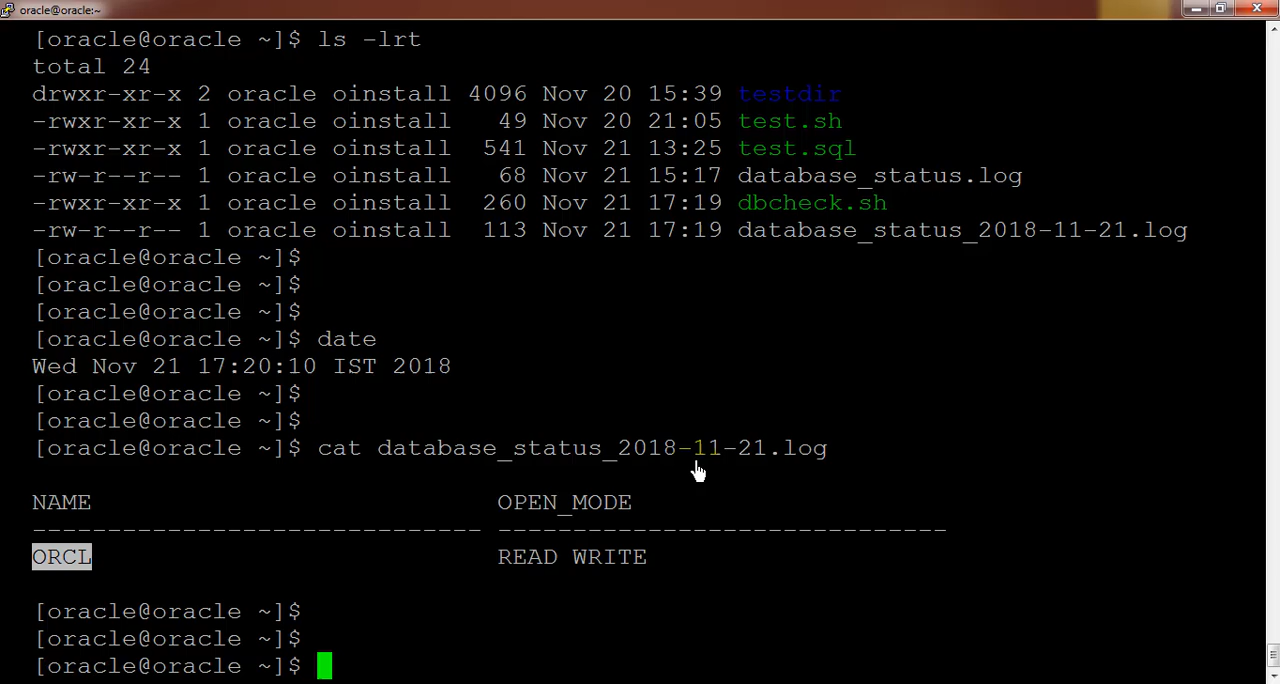 oracle@oracle:~
[oracle@oracle ~]$ ls -lrt
total 24
drwxr-xr-x 2 oracle oinstall 4096 Nov 20 15:39 testdir
-rwxr-xr-x 1 oracle oinstall   49 Nov 20 21:05 test.sh
-rwxr-xr-x 1 oracle oinstall  541 Nov 21 13:25 test.sql
-rw-r--r-- 1 oracle oinstall   68 Nov 21 15:17 database_status.log
-rwxr-xr-x 1 oracle oinstall  260 Nov 21 17:19 dbcheck.sh
-rw-r--r-- 1 oracle oinstall  113 Nov 21 17:19 database_status_2018-11-21.log
[oracle@oracle ~]$
[oracle@oracle ~]$
[oracle@oracle ~]$
[oracle@oracle ~]$ date
Wed Nov 21 17:20:10 IST 2018
[oracle@oracle ~]$
[oracle@oracle ~]$
[oracle@oracle ~]$ cat database_status_2018-11-21.log
NAME                           OPEN_MODE
------------------------------ ------------------------------
ORCL                           READ WRITE
[oracle@oracle ~]$
[oracle@oracle ~]$
[oracle@oracle ~]$